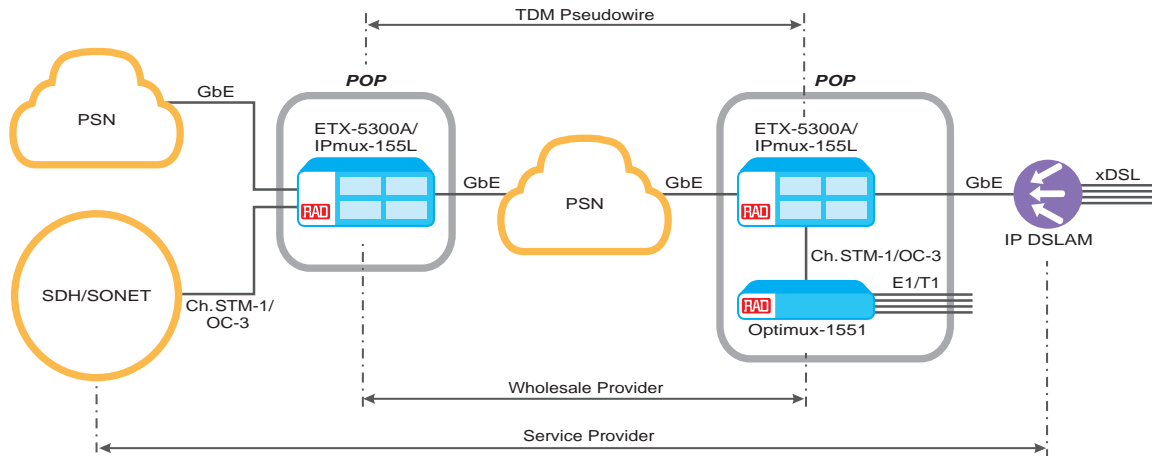 TDM Pseudowire
POP
POP
GbE
PSN
ETX-5300A/
IPmux-155L
ETX-5300A/
IPmux-155L
GbE
GbE
GbE
xDSL
PSN
RAD
RAD
IP DSLAM
Ch. STM-1/OC-3
SDH/SONET
E1/T1
Ch. STM-1/
OC-3
RAD
Optimux-1551
Wholesale Provider
Service Provider